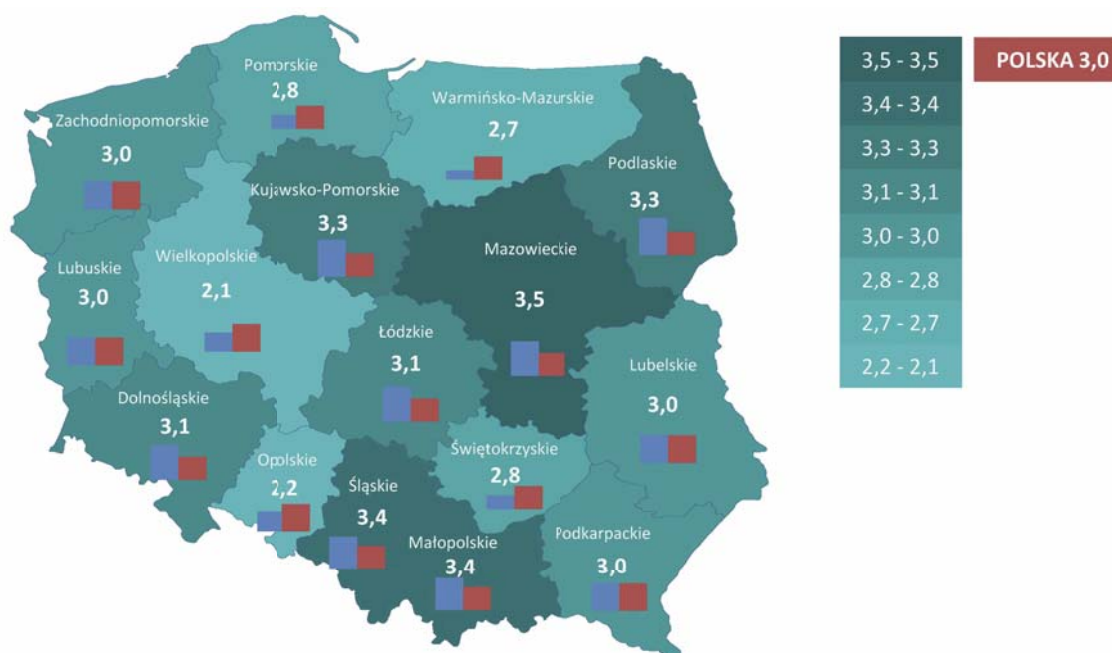 Pomorskie
2,8
Warmińsko-Mazurskie
2,7
Zachodniopomorskie
3,0
Podlaskie
3,3
Kujawsko-Pomorskie
3,3
Mazowieckie
3,5
Wielkopolskie
2,1
Lubuskie
3,0
Łódzkie
3,1
Lubelskie
3,0
Dolnośląskie
3,1
Opolskie
2,2
Śląskie
3,4
Świętokrzyskie
2,8
Małopolskie
3,4
Podkarpackie
3,0
3,5 - 3,5
3,4 - 3,4
3,3 - 3,3
3,1 - 3,1
3,0 - 3,0
2,8 - 2,8
2,7 - 2,7
2,2 - 2,1
POLSKA 3,0